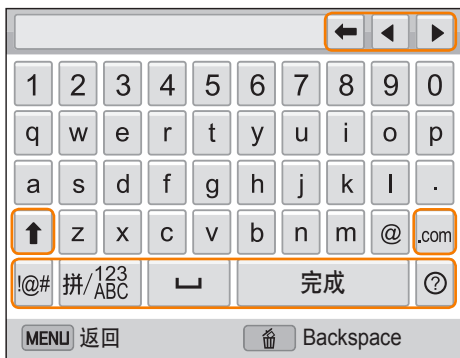 1 2 3 4 5 6 7 8 9 0
q w e r t y u i o p
a s d f g h j k l .
z x c v b n m @ .com
!@# 拼/123 ABC 完成 ?
MENU 返回 Backspace